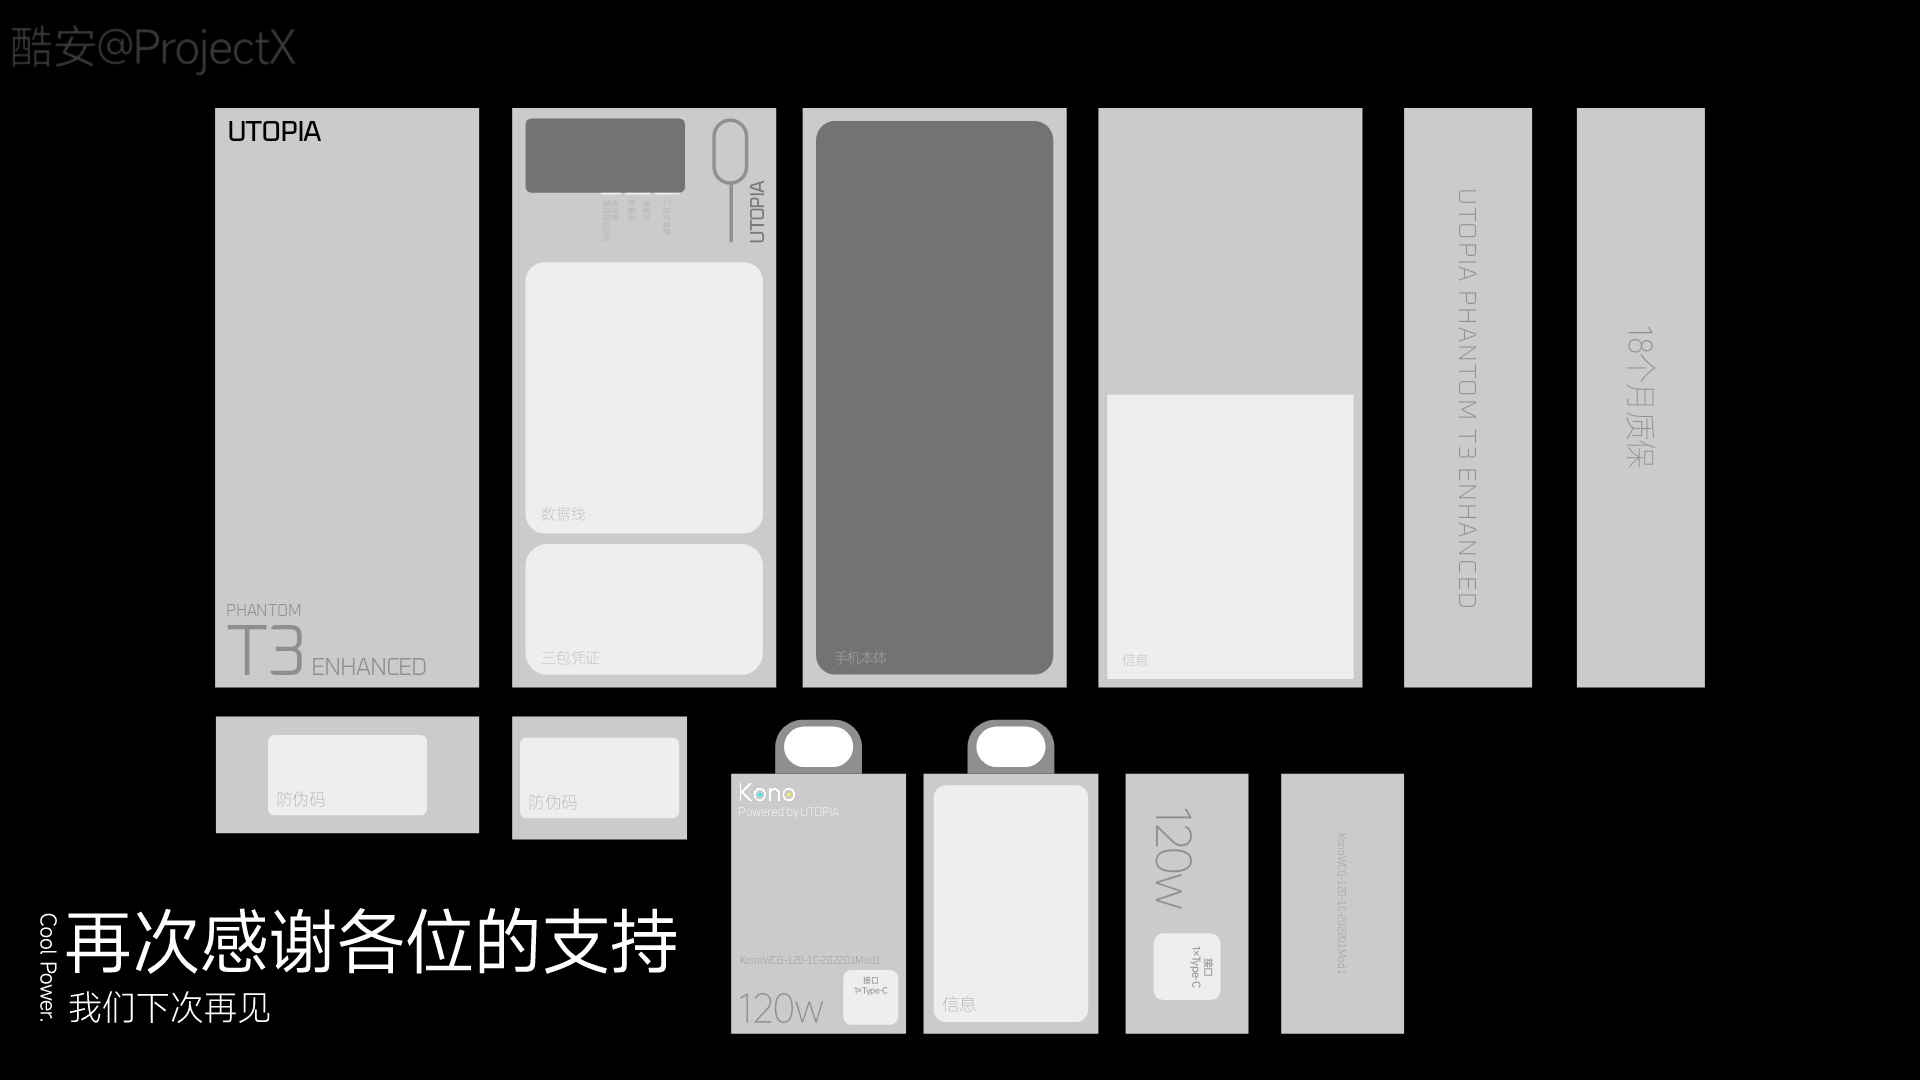 酷安@ProjectX
UTOPIA
PHANTOM
T3 ENHANCED
UTOPIA
数据线
三包凭证
手机本体
信息
UTOPIA PHANTOM T3 ENHANCED
18个月质保
防伪码
防伪码
Kono
Powered by UTOPIA
KonoWCG-120-1C-202201Mod1
120w
接口
1×Type-C
信息
120w
接口
1×Type-C
KonoWCG-120-1C-202201Mod1
Cool Power.
再次感谢各位的支持
我们下次再见